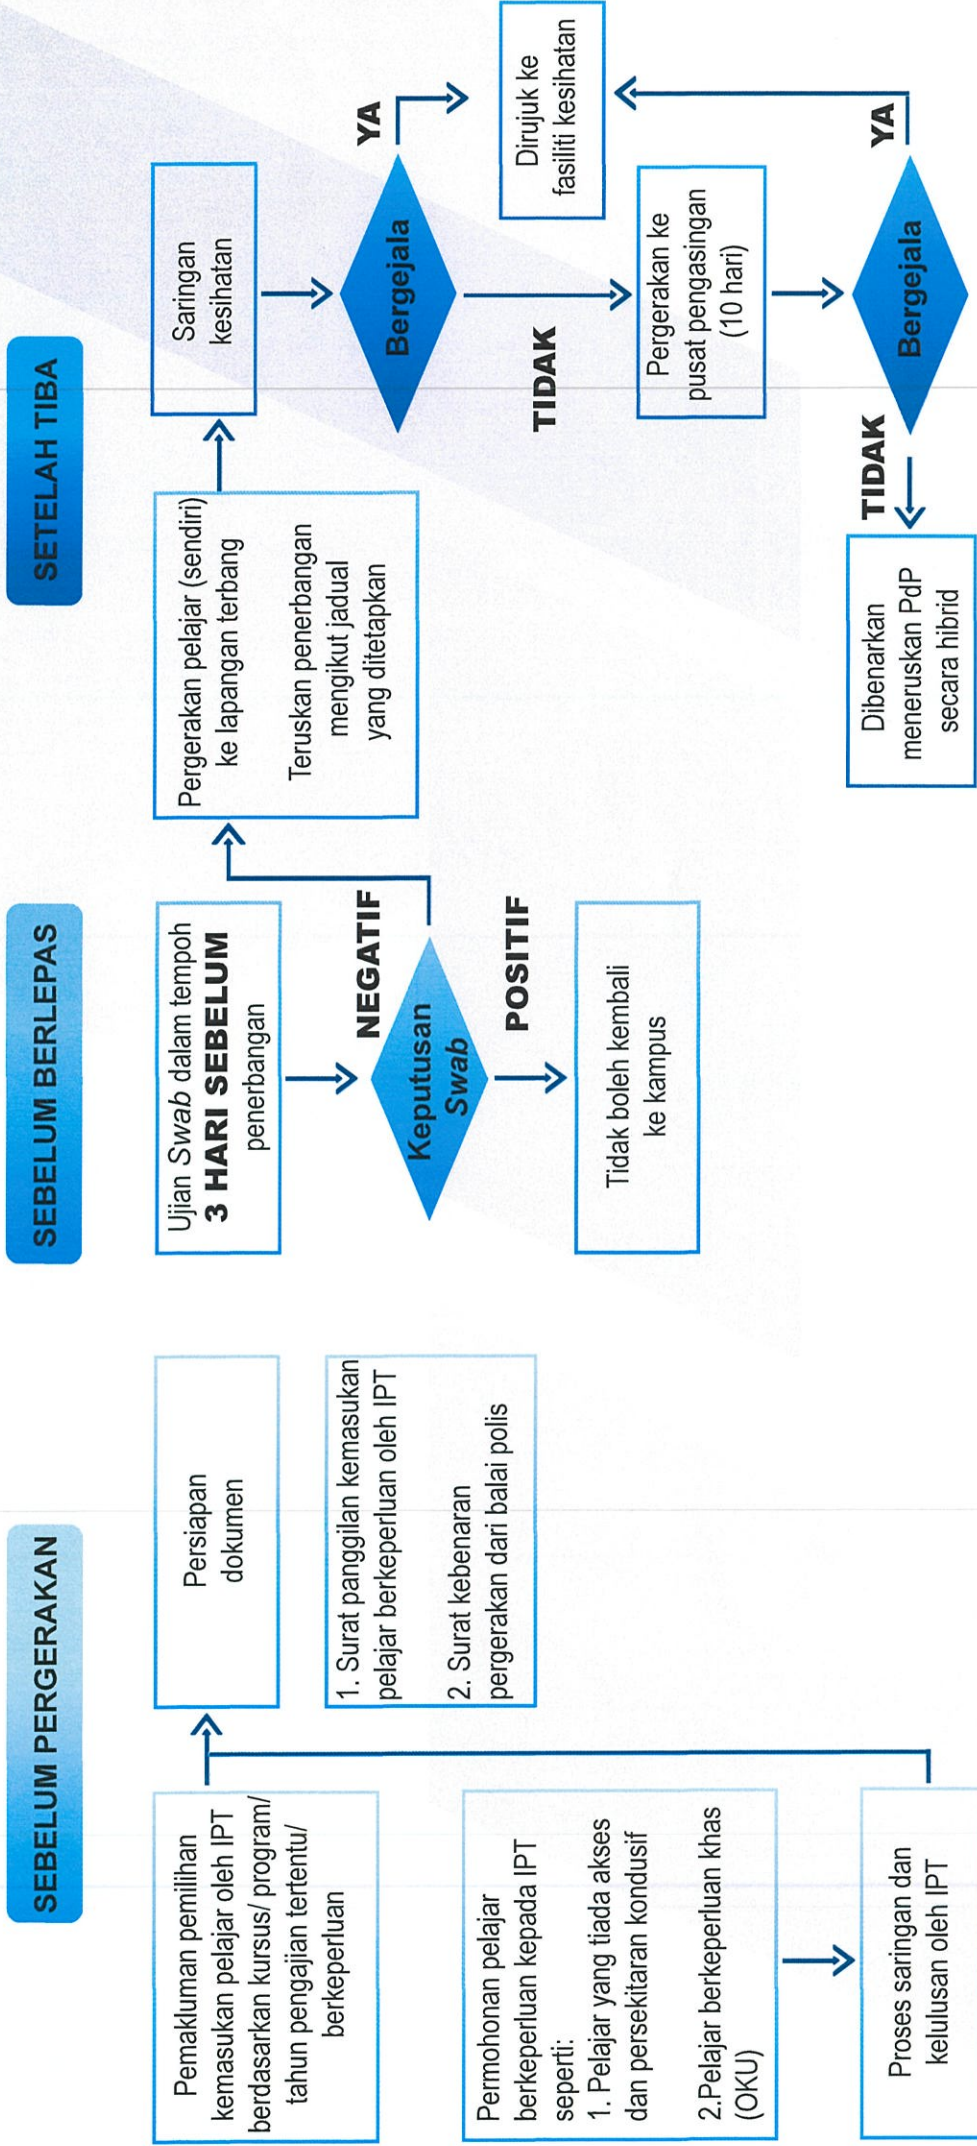 SEBELUM PERGERAKAN
Pemakluman pemilihan
kemasukan pelajar oleh IPT
berdasarkan kursus/ program/
tahun pengajian tertentu/
berkeperluan
Permohonan pelajar
berkeperluan kepada IPT
seperti:
1. Pelajar yang tiada akses
dan persekitaran kondusif
2.Pelajar berkeperluan khas
(OKU)
Proses saringan dan
kelulusan oleh IPT
Persiapan
dokumen
1. Surat panggilan kemasukan
pelajar berkeperluan oleh IPT
2. Surat kebenaran
pergerakan dari balai polis
SEBELUM BERLEPAS
Ujian Swab dalam tempoh
3 HARI SEBELUM
penerbangan
Keputusan
Swab
NEGATIF
POSITIF
Tidak boleh kembali
ke kampus
SETELAH TIBA
Pergerakan pelajar (sendiri)
ke lapangan terbang
Teruskan penerbangan
mengikut jadual
yang ditetapkan
Saringan
kesihatan
Bergejala
YA
TIDAK
Dirujuk ke
fasiliti kesihatan
Pergerakan ke
pusat pengasingan
(10 hari)
Bergejala
YA
TIDAK
Dibenarkan
meneruskan PdP
secara hibrid